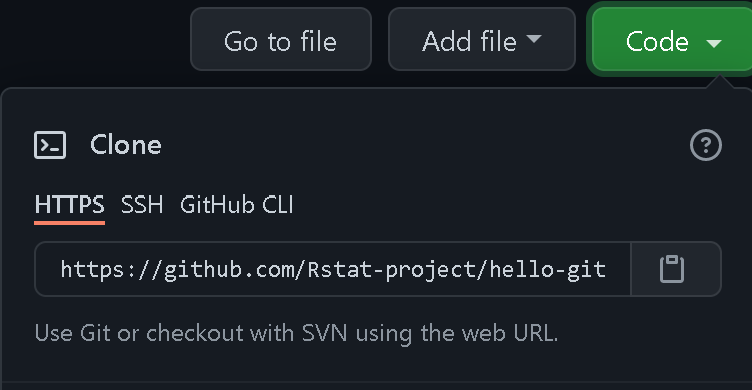 Go to file Add file Code
Clone
HTTPS SSH GitHub CLI
https://github.com/Rstat-project/hello-git
Use Git or checkout with SVN using the web URL.